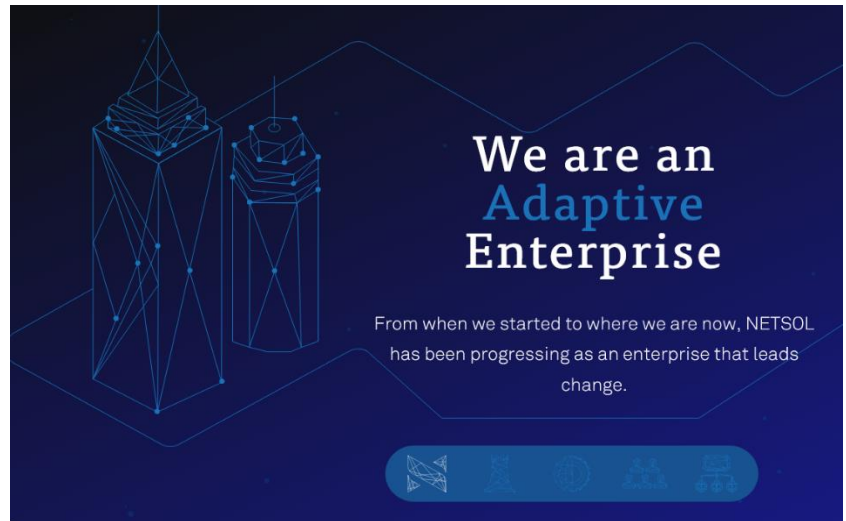 We are an
Adaptive
Enterprise
From when we started to where we are now, NETSOL
has been progressing as an enterprise that leads
change.